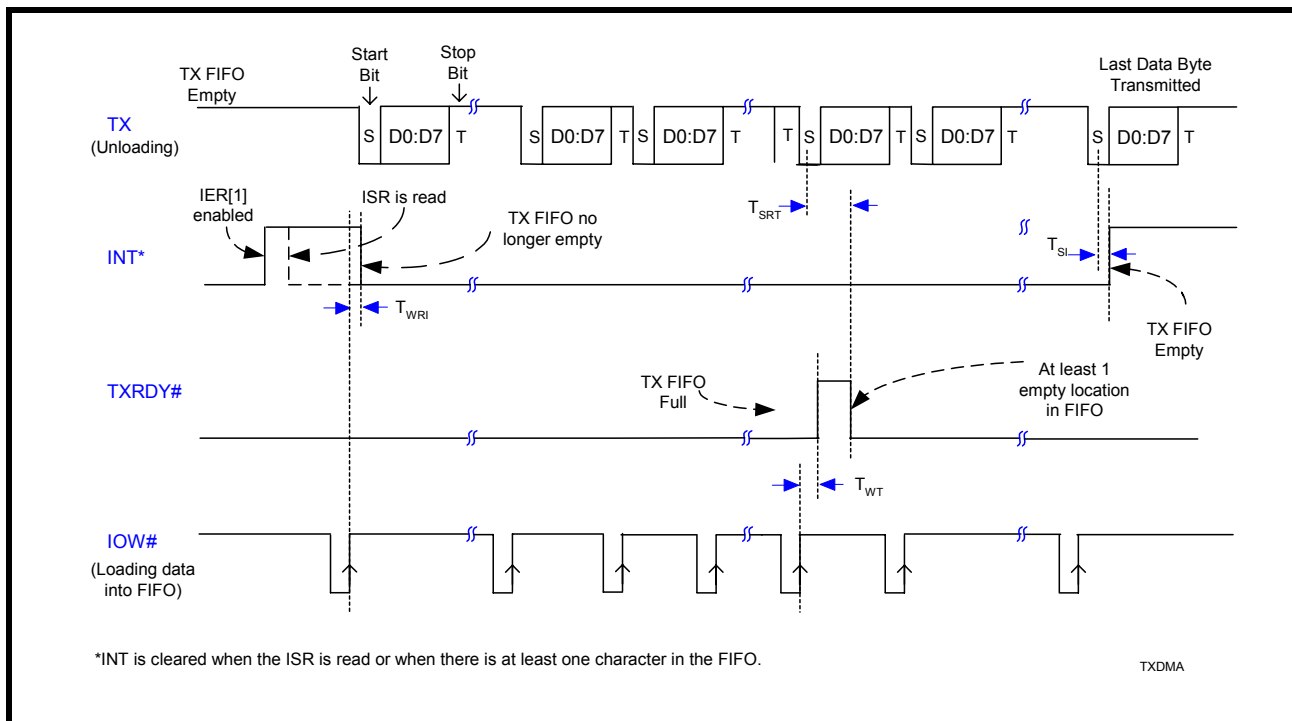 TX FIFO
Empty
Start
Bit
Stop
Bit
Last Data Byte
Transmitted
TX
(Unloading)
S D0:D7 T S D0:D7 T S D0:D7 T T S D0:D7 T S D0:D7 T S D0:D7 T
IER[1]
enabled
ISR is read
TX FIFO no
longer empty
TSRT
TSI
INT*
TWRI
TX FIFO
Empty
TXRDY#
TX FIFO
Full
At least 1
empty location
in FIFO
TWT
IOW#
(Loading data
into FIFO)
*INT is cleared when the ISR is read or when there is at least one character in the FIFO.
TXDMA